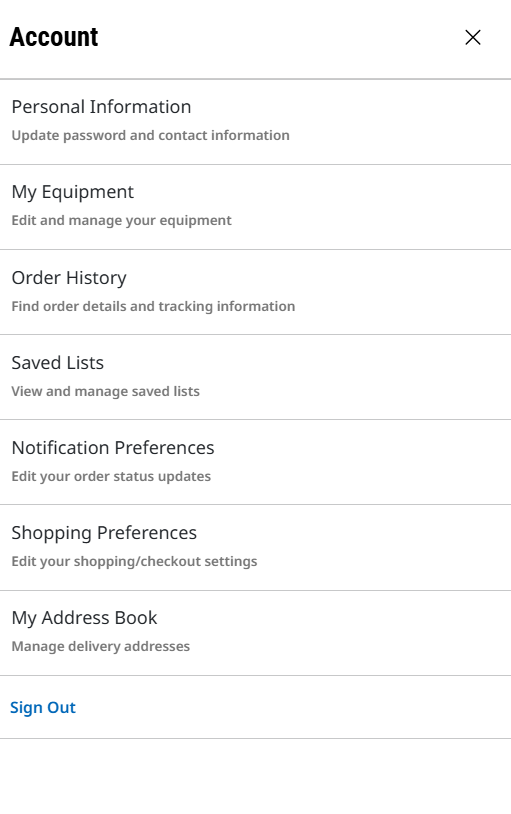 Account
Personal Information
Update password and contact information
My Equipment
Edit and manage your equipment
Order History
Find order details and tracking information
Saved Lists
View and manage saved lists
Notification Preferences
Edit your order status updates
Shopping Preferences
Edit your shopping/checkout settings
My Address Book
Manage delivery addresses
Sign Out